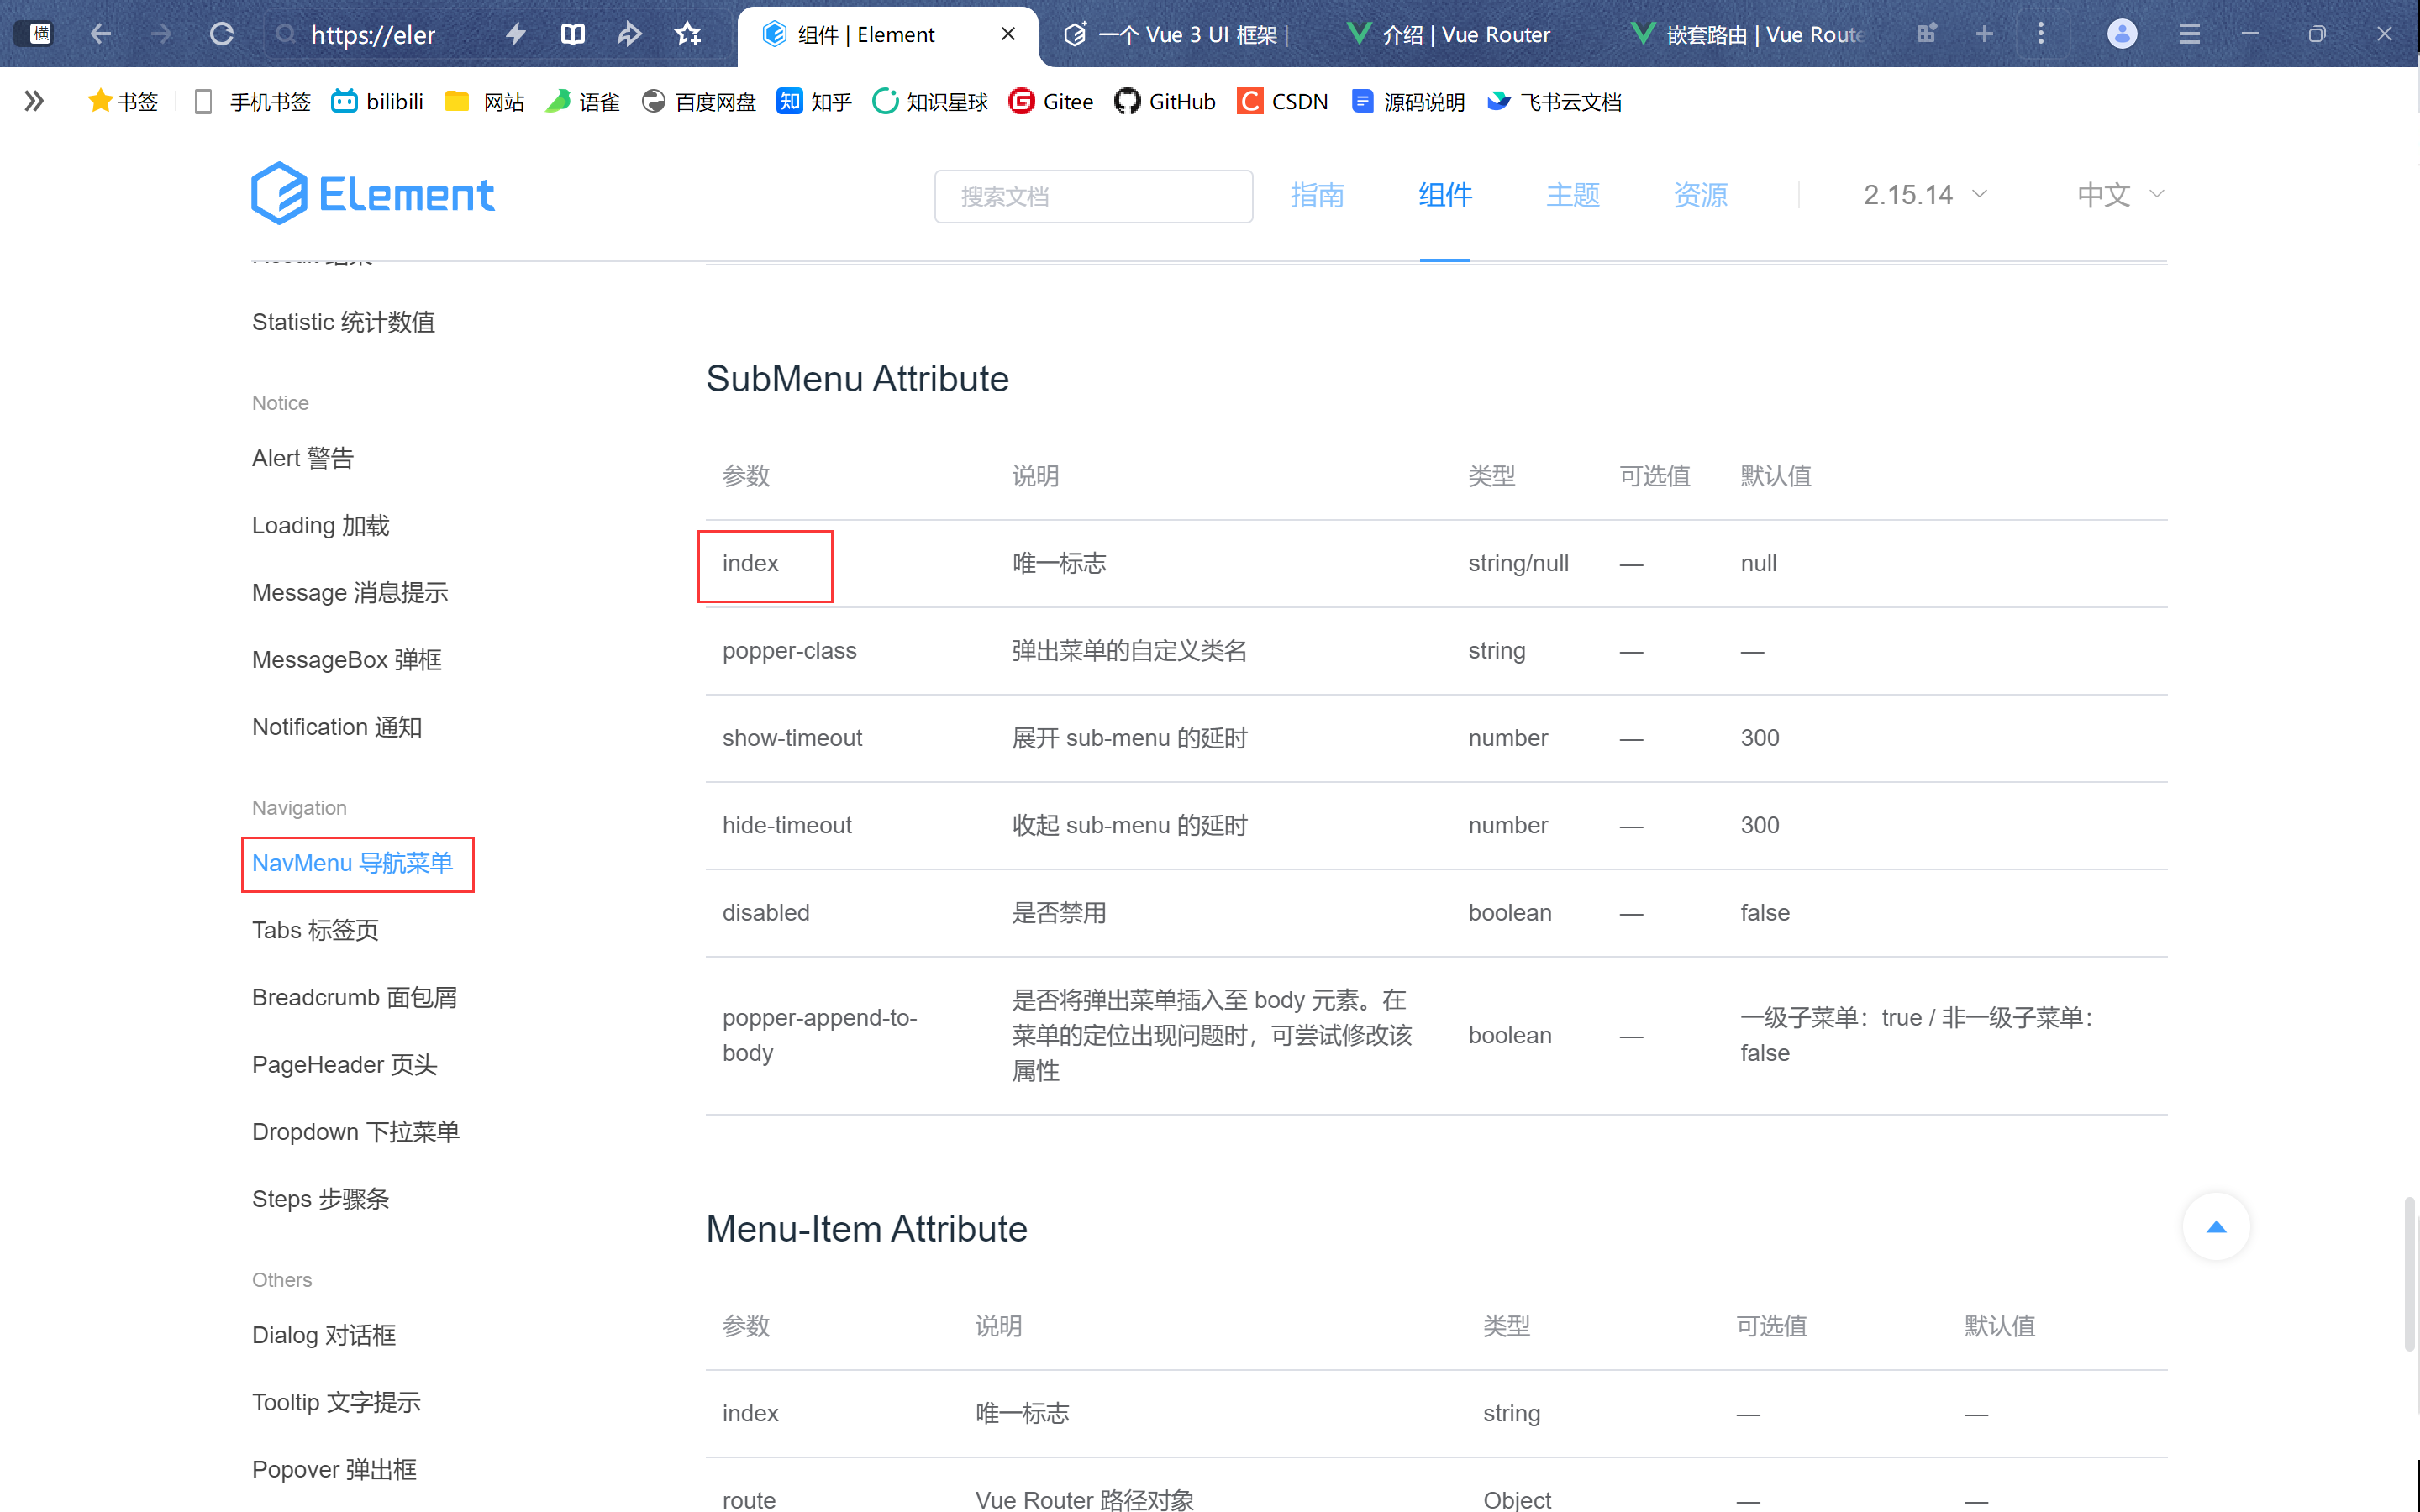 横
https://eler
组件 | Element
一个 Vue 3 UI 框架 |
介绍 | Vue Router
嵌套路由 | Vue Route
书签
手机书签
bilibili
网站
语雀
百度网盘
知 知乎
知识星球
Gitee
GitHub
CSDN
源码说明
飞书云文档
Element
搜索文档
指南
组件
主题
资源
2.15.14
中文
Statistic 统计数值
Notice
Alert 警告
Loading 加载
Message 消息提示
MessageBox 弹框
Notification 通知
Navigation
NavMenu 导航菜单
Tabs 标签页
Breadcrumb 面包屑
PageHeader 页头
Dropdown 下拉菜单
Steps 步骤条
Others
Dialog 对话框
Tooltip 文字提示
Popover 弹出框
SubMenu Attribute
参数 说明 类型 可选值 默认值
index 唯一标志 string/null — null
popper-class 弹出菜单的自定义类名 string — —
show-timeout 展开 sub-menu 的延时 number — 300
hide-timeout 收起 sub-menu 的延时 number — 300
disabled 是否禁用 boolean — false
popper-append-to-
body
是否将弹出菜单插入至 body 元素。在
菜单的定位出现问题时，可尝试修改该
属性
boolean —
一级子菜单：true / 非一级子菜单：
false
Menu-Item Attribute
参数 说明 类型 可选值 默认值
index 唯一标志 string — —
route Vue Router 路径对象 Object — —